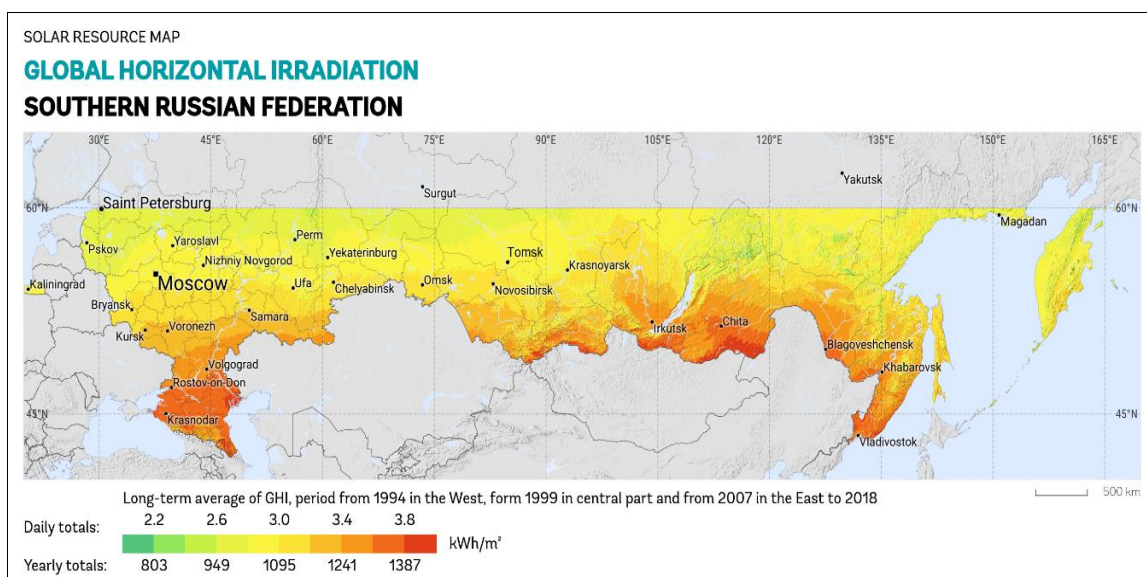 SOLAR RESOURCE MAP
GLOBAL HORIZONTAL IRRADIATION
SOUTHERN RUSSIAN FEDERATION
30°E 45°E 60°E 75°E 90°E 105°E 120°E 135°E 150°E 165°E
Yakutsk
Surgut
60°N Saint Petersburg 60°N
Magadan
Pskov Yaroslavl Perm
Yekaterinburg Tomsk
Nizhniy Novgorod Krasnoyarsk
Moscow
Kaliningrad Ufa Chelyabinsk Omsk Novosibirsk
Bryansk Samara
Kursk Voronezh Irkutsk Chita
Blagoveshchensk
Volgograd Khabarovsk
Rostov-on-Don
45°N Krasnodar 45°N
Vladivostok
Long-term average of GHI, period from 1994 in the West, form 1999 in central part and from 2007 in the East to 2018
500 km
Daily totals: 2.2 2.6 3.0 3.4 3.8
kWh/m²
Yearly totals: 803 949 1095 1241 1387